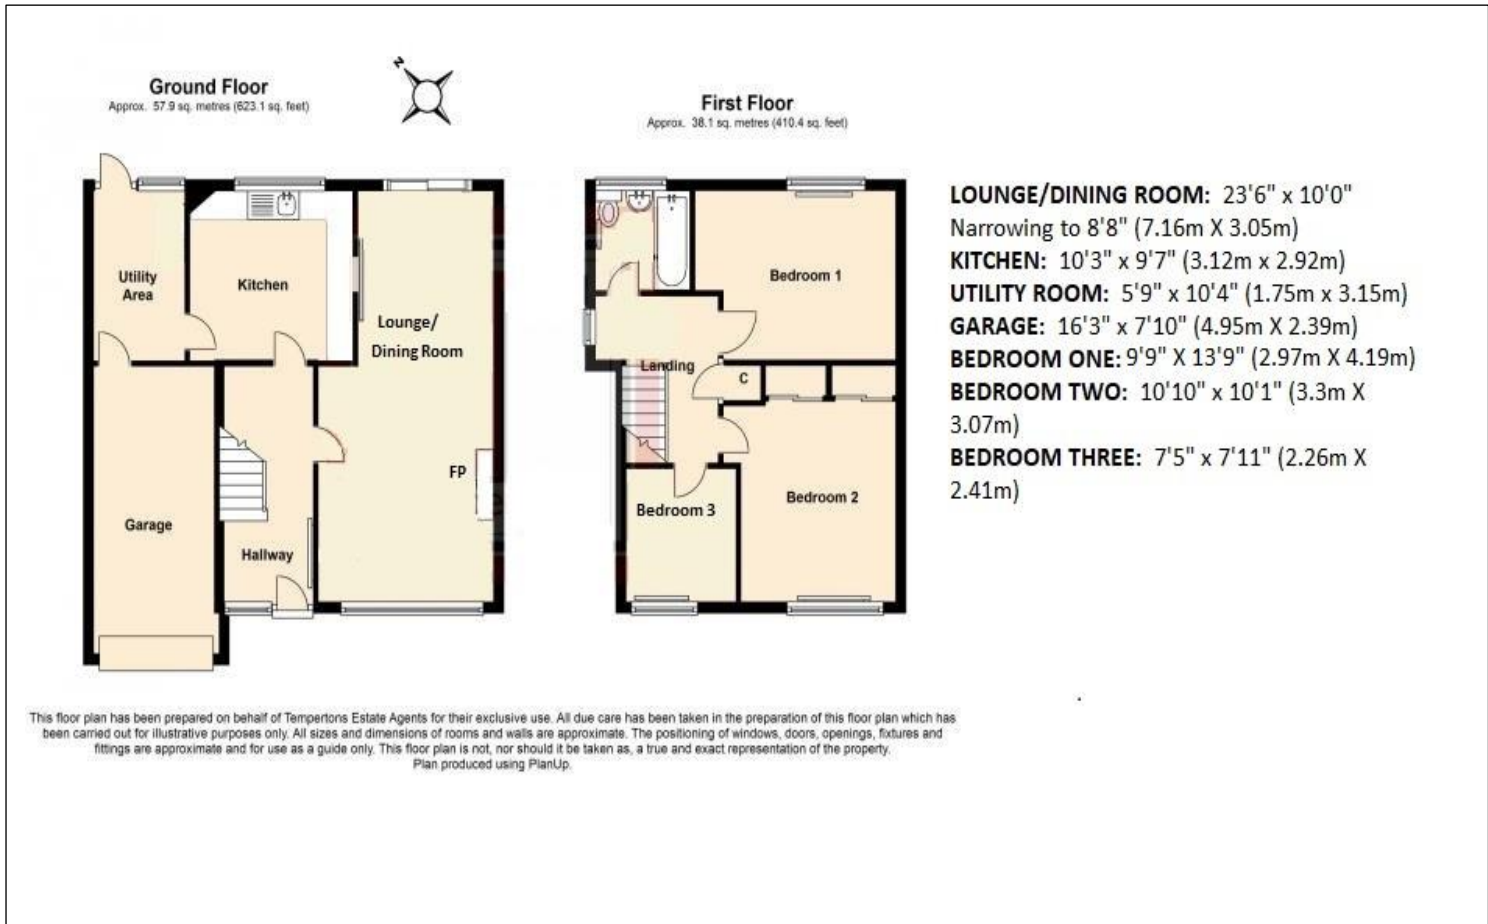 Ground Floor
Approx. 57.9 sq. metres (623.1 sq. feet)
N
First Floor
Approx. 38.1 sq. metres (410.4 sq. feet)
Utility
Area
Kitchen
Lounge/
Dining Room
FP
Garage
Hallway
Bedroom 1
Landing
C
Bedroom 2
Bedroom 3
LOUNGE/DINING ROOM: 23'6" x 10'0"
Narrowing to 8'8" (7.16m X 3.05m)
KITCHEN: 10'3" x 9'7" (3.12m x 2.92m)
UTILITY ROOM: 5'9" x 10'4" (1.75m x 3.15m)
GARAGE: 16'3" x 7'10" (4.95m X 2.39m)
BEDROOM ONE: 9'9" X 13'9" (2.97m X 4.19m)
BEDROOM TWO: 10'10" x 10'1" (3.3m X
3.07m)
BEDROOM THREE: 7'5" x 7'11" (2.26m X
2.41m)
This floor plan has been prepared on behalf of Tempertons Estate Agents for their exclusive use. All due care has been taken in the preparation of this floor plan which has
been carried out for illustrative purposes only. All sizes and dimensions of rooms and walls are approximate. The positioning of windows, doors, openings, fixtures and
fittings are approximate and for use as a guide only. This floor plan is not, nor should it be taken as, a true and exact representation of the property.
Plan produced using PlanUp.